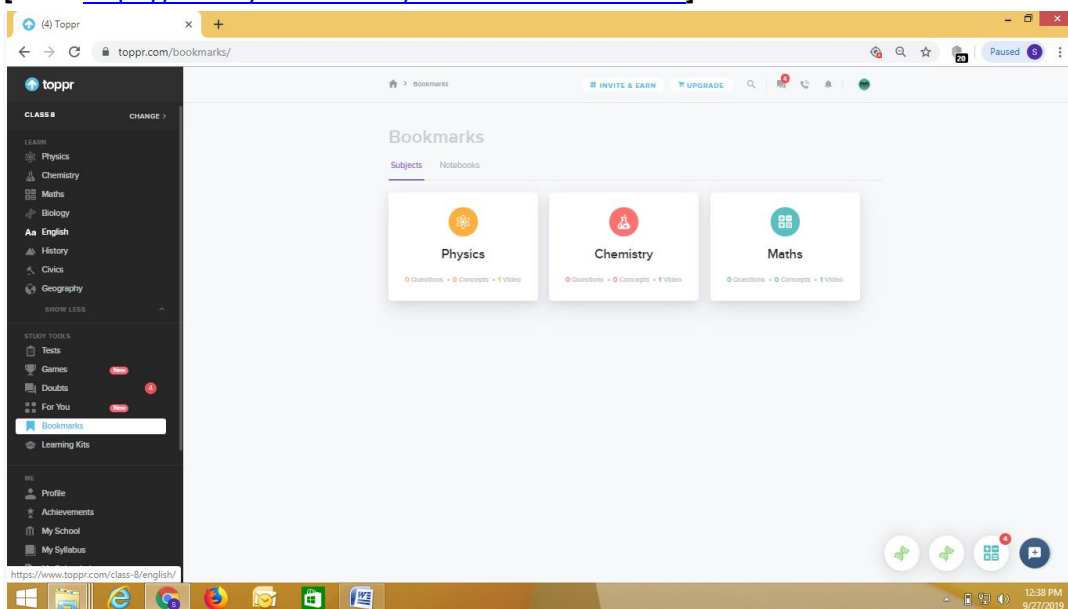 (4) Toppr
toppr.com/bookmarks/
20
Paused S
toppr
CLASS 8 CHANGE >
LEARN
Physics
Chemistry
Maths
Biology
Aa English
History
Civics
Geography
SHOW LESS
STUDY TOOLS
Tests
Games New
Doubts 4
For You New
Bookmarks
Learning Kits
ME
Profile
Achievements
My School
My Syllabus
https://www.toppr.com/class-8/english/
> Bookmarks
INVITE & EARN
UPGRADE
4
Bookmarks
Subjects Notebooks
Physics
0 Questions • 0 Concepts • 1 Video
Chemistry
0 Questions • 0 Concepts • 1 Video
Maths
0 Questions • 0 Concepts • 1 Video
4
12:38 PM
9/27/2019